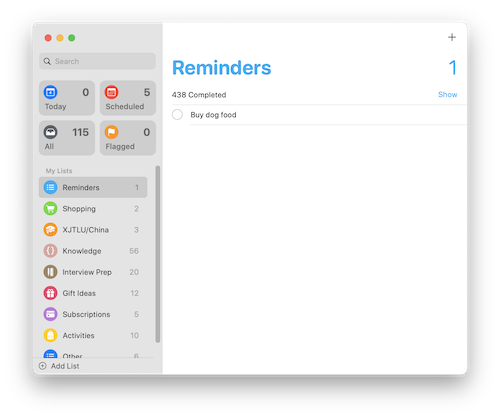 Search
Today 0
Scheduled 5
All 115
Flagged 0
My Lists
Reminders 1
Shopping 2
XJTLU/China 3
Knowledge 56
Interview Prep 20
Gift Ideas 12
Subscriptions 5
Activities 10
Other 6
Add List
Reminders 1
438 Completed Show
Buy dog food